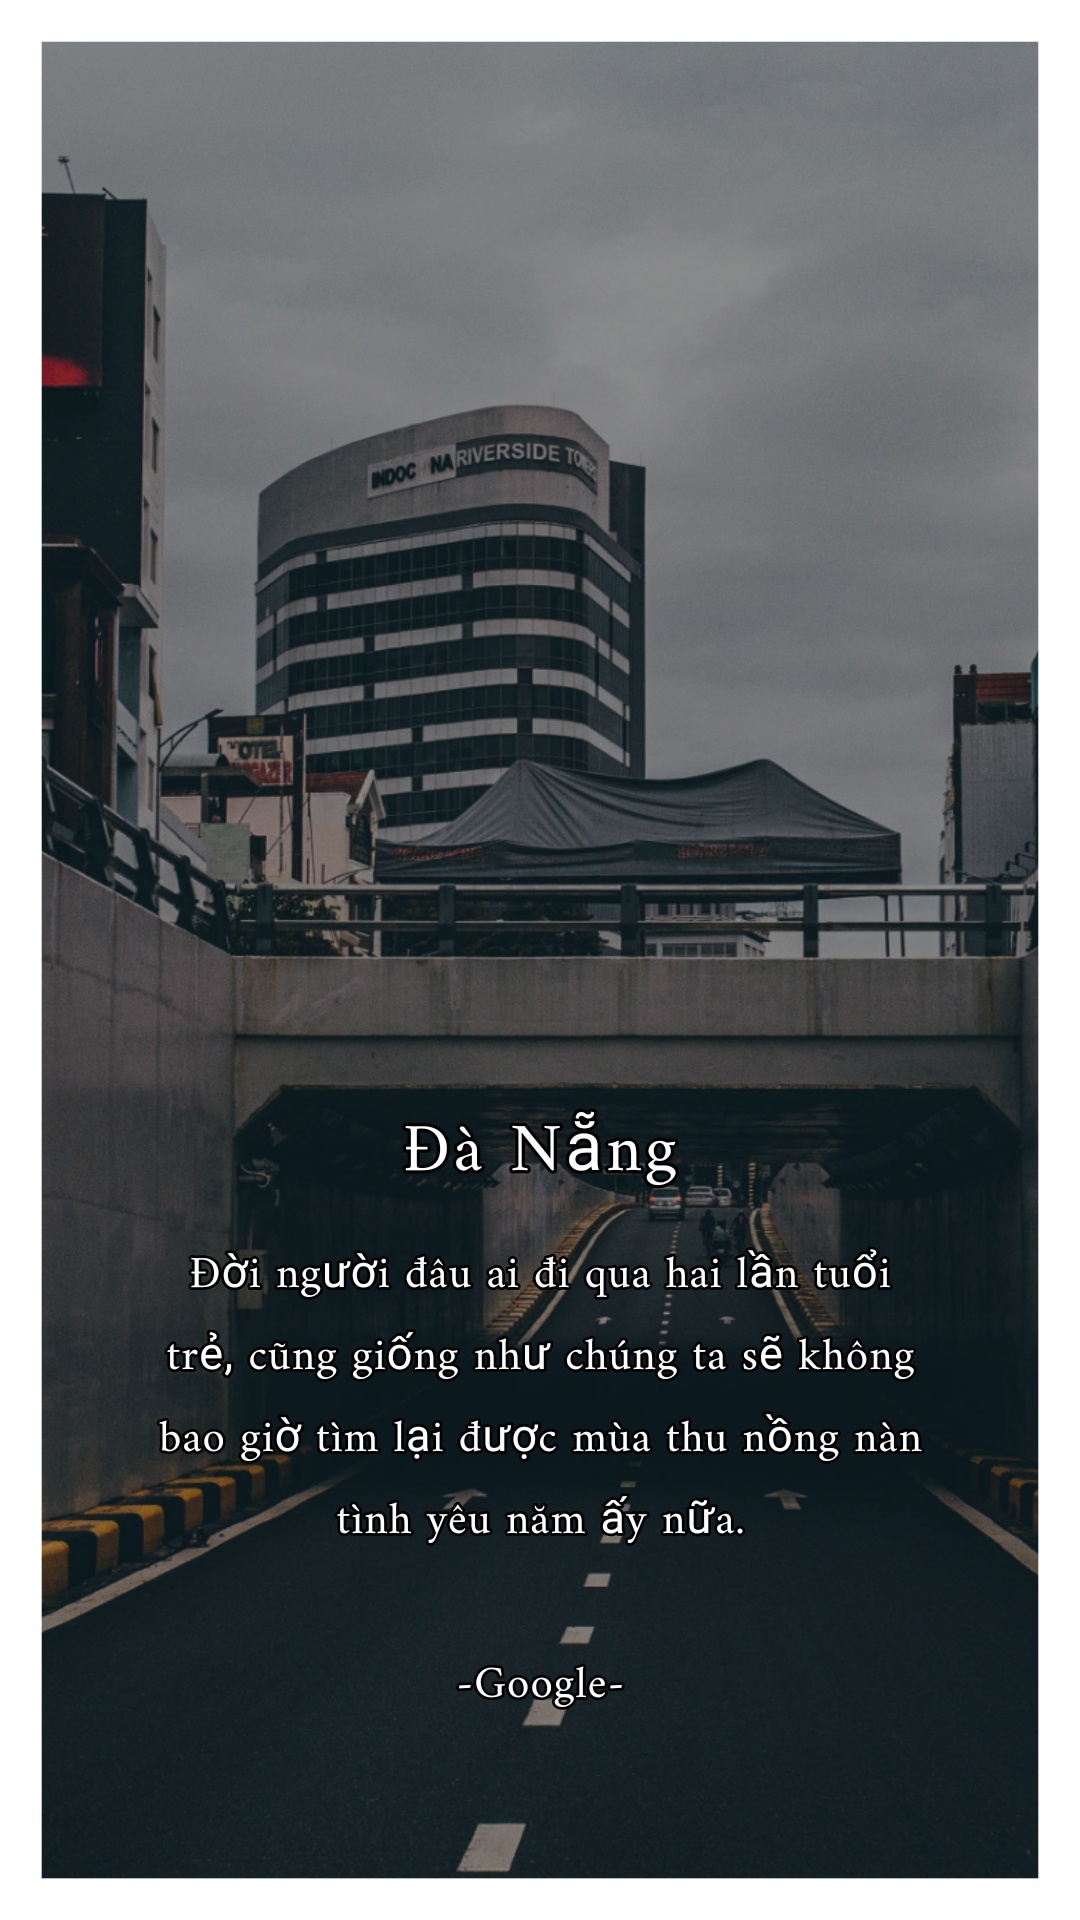 INDOC NA RIVERSIDE TOWERS
OTEL
Đà Nẵng
Đời người đâu ai đi qua hai lần tuổi
trẻ, cũng giống như chúng ta sẽ không
bao giờ tìm lại được mùa thu nồng nàn
tình yêu năm ấy nữa.
-Google-